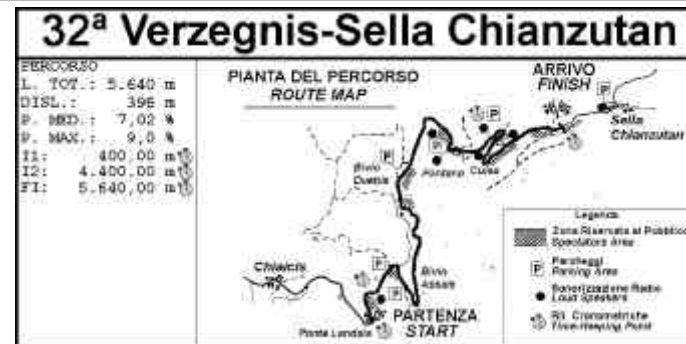 32ª Verzegnis-Sella Chianzutan
PERCORSO
L. TOT.: 5.640 m
DISL.: 396 m
P. MED.: 7,02 %
P. MAX.: 9,0 %
I1: 400,00 m
I2: 4.400,00 m
FI: 5.640,00 m
PIANTA DEL PERCORSO
ROUTE MAP
ARRIVO
FINISH
P
Sella
Chianzutan
P
P
P
Bivio
Pontaio
Cuiea
Chiaicis
P
Bivio
Assais
P
PARTENZA
START
Ponte Landaia
Legenda
Zona Riservata al Pubblico
Spectators Area
P
Parcheggi
Parking Area
Sonorizzazione Radio
Loud Speakers
Ril. Cronometriche
Time-Keeping Point